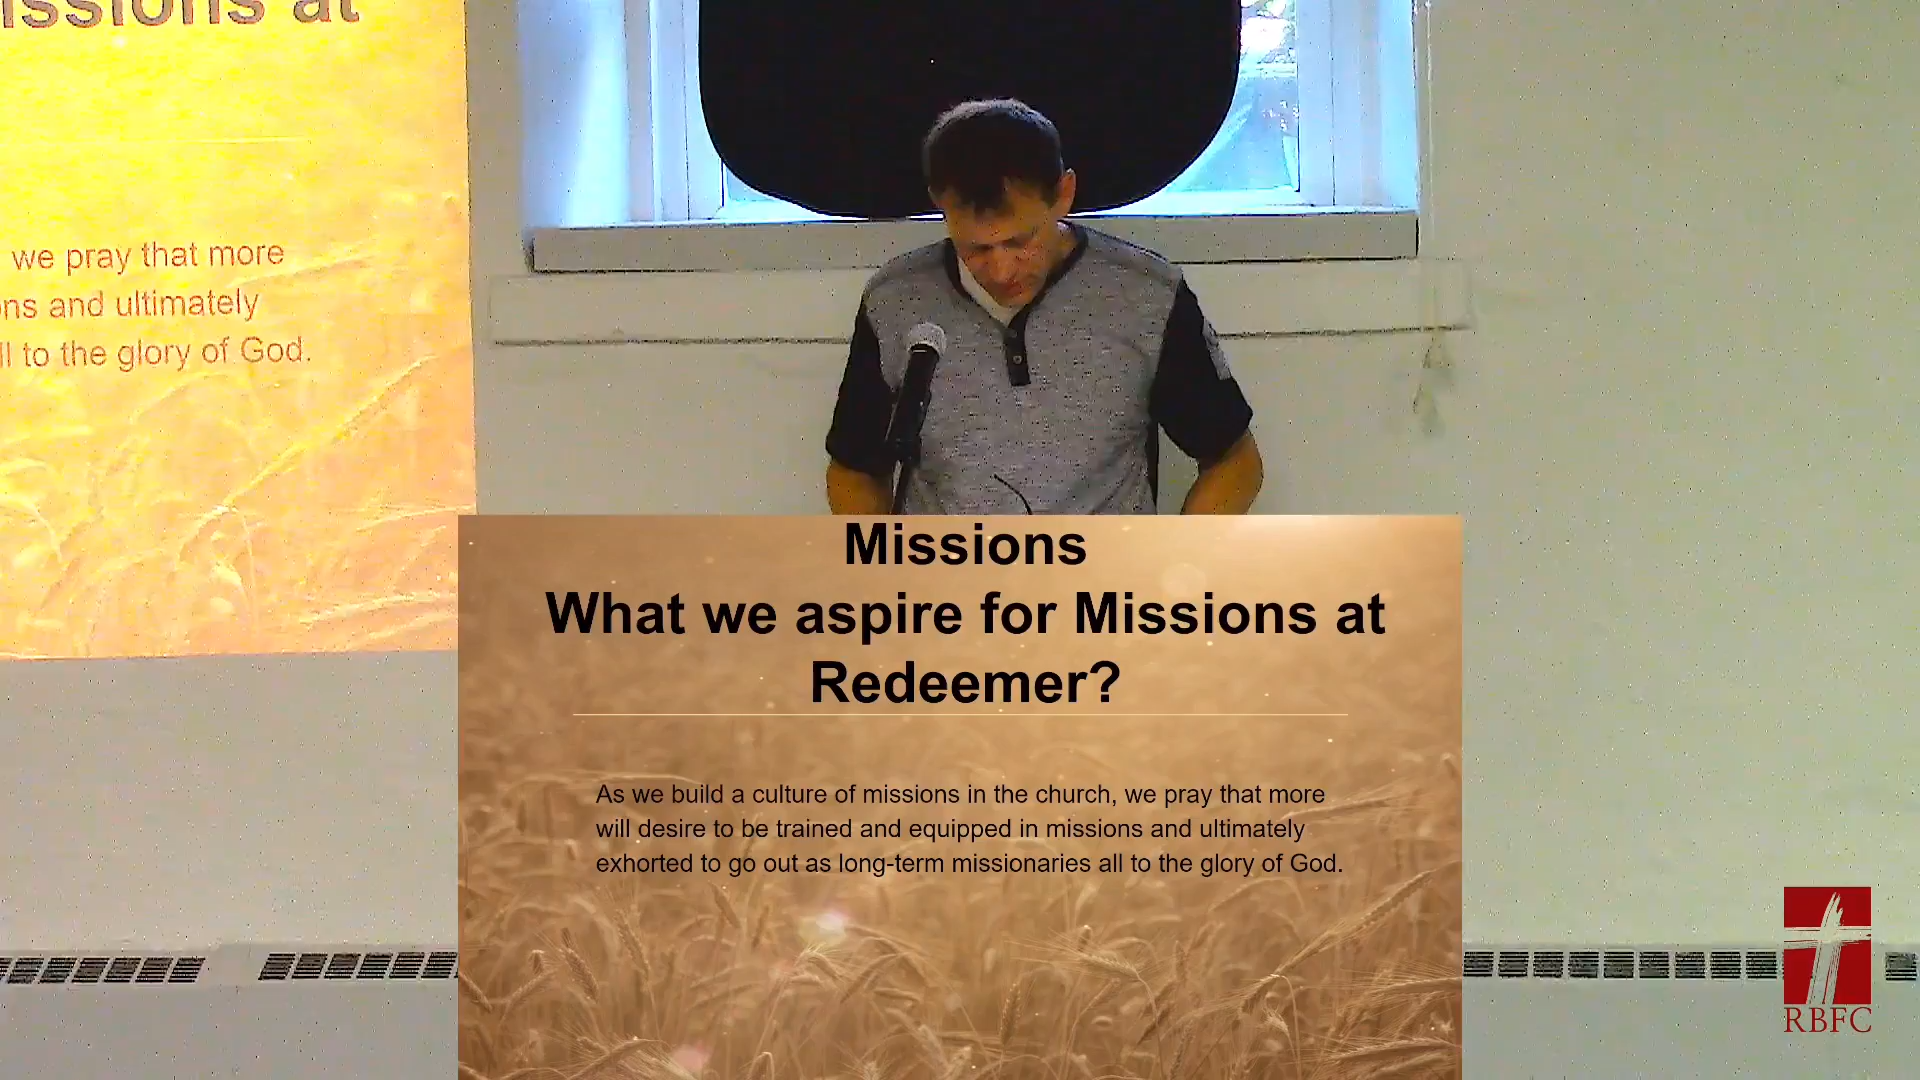 issions at
we pray that more
ons and ultimately
ll to the glory of God.
Missions
What we aspire for Missions at
Redeemer?
As we build a culture of missions in the church, we pray that more
will desire to be trained and equipped in missions and ultimately
exhorted to go out as long-term missionaries all to the glory of God.
RBFC